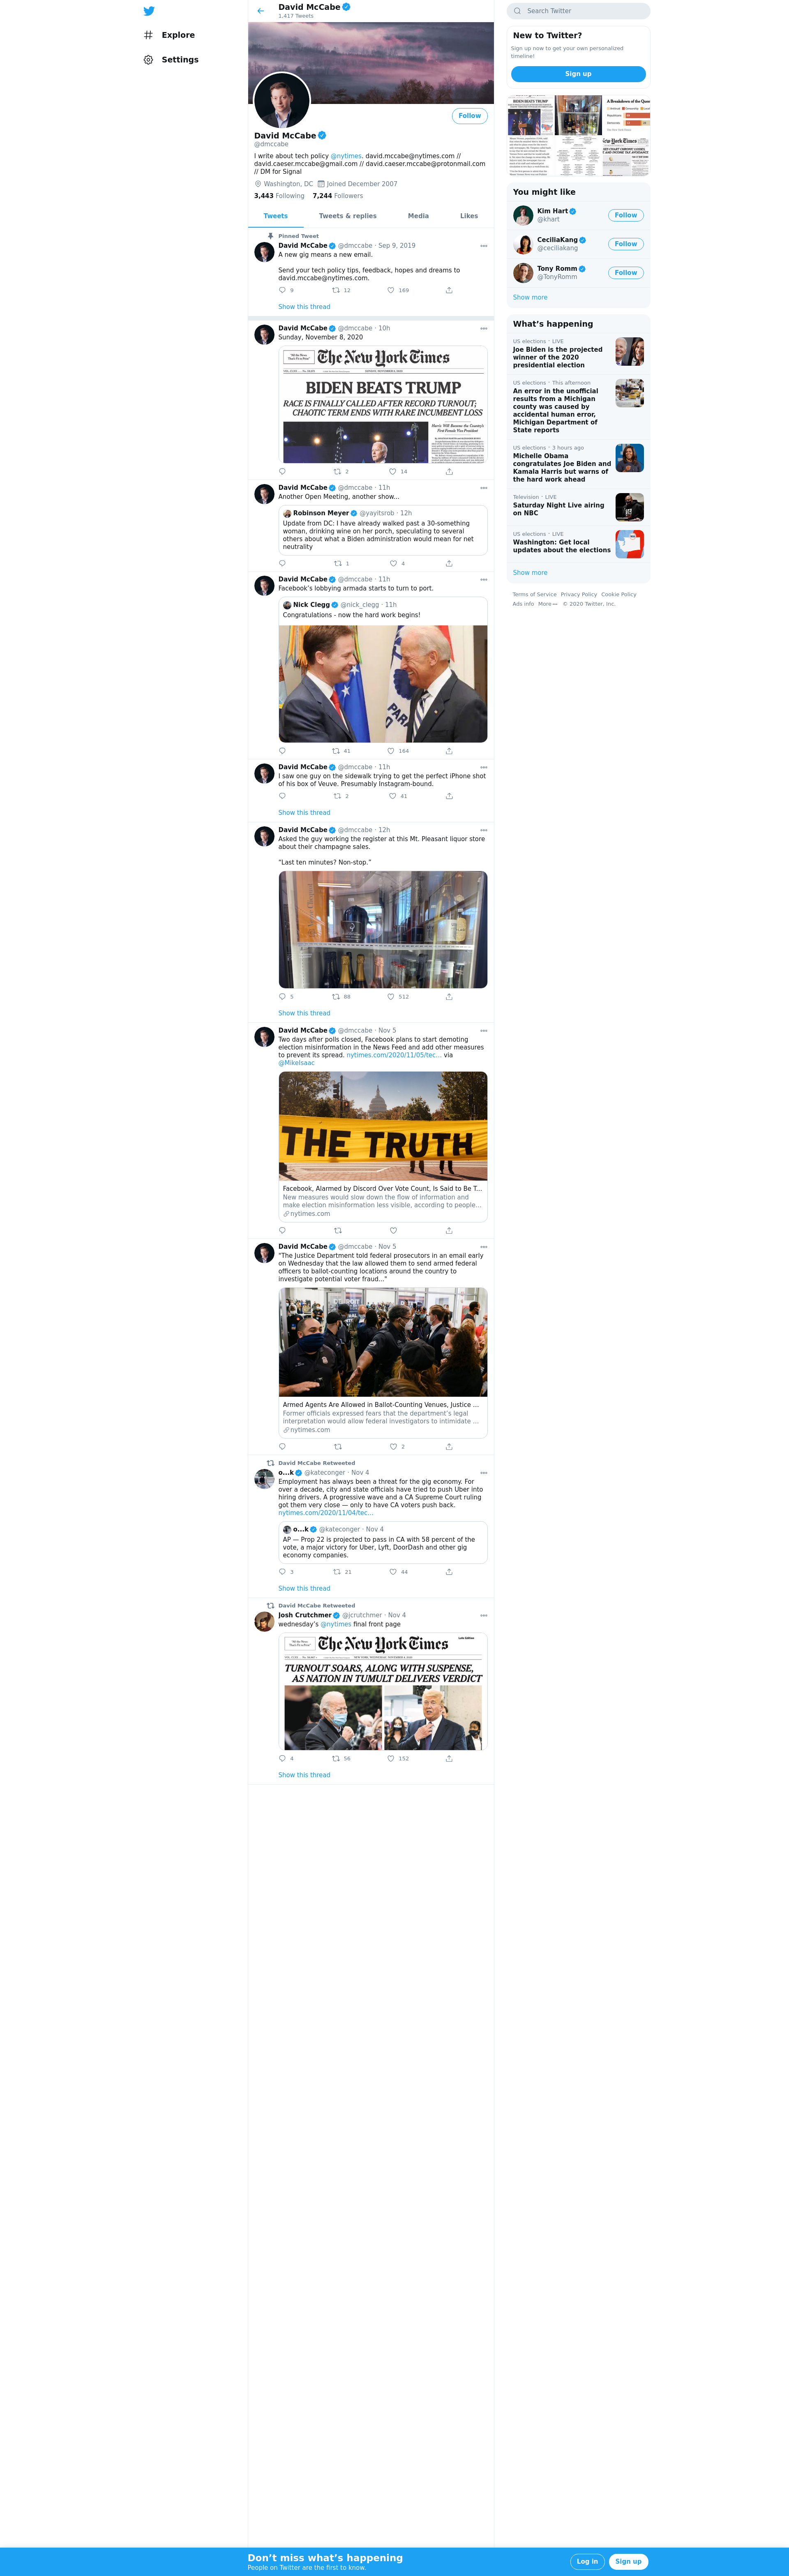 Explore
Settings
David McCabe
1,417 Tweets
Follow
David McCabe
@dmccabe
I write about tech policy @nytimes. david.mccabe@nytimes.com //
david.caeser.mccabe@gmail.com // david.caeser.mccabe@protonmail.com
// DM for Signal
Washington, DC Joined December 2007
3,443 Following 7,244 Followers
Tweets Tweets & replies Media Likes
Pinned Tweet
David McCabe @dmccabe · Sep 9, 2019
A new gig means a new email.
Send your tech policy tips, feedback, hopes and dreams to
david.mccabe@nytimes.com.
9 12 169
Show this thread
David McCabe @dmccabe · 10h
Sunday, November 8, 2020
The New York Times
BIDEN BEATS TRUMP
RACE IS FINALLY CALLED AFTER RECORD TURNOUT;
CHAOTIC TERM ENDS WITH RARE INCUMBENT LOSS
Harris Will Become the Country's
First Female Vice President
2 14
David McCabe @dmccabe · 11h
Another Open Meeting, another show...
Robinson Meyer @yayitsrob · 12h
Update from DC: I have already walked past a 30-something
woman, drinking wine on her porch, speculating to several
others about what a Biden administration would mean for net
neutrality
1 4
David McCabe @dmccabe · 11h
Facebook's lobbying armada starts to turn to port.
Nick Clegg @nick_clegg · 11h
Congratulations - now the hard work begins!
41 164
David McCabe @dmccabe · 11h
I saw one guy on the sidewalk trying to get the perfect iPhone shot
of his box of Veuve. Presumably Instagram-bound.
2 41
Show this thread
David McCabe @dmccabe · 12h
Asked the guy working the register at this Mt. Pleasant liquor store
about their champagne sales.
“Last ten minutes? Non-stop.”
5 88 512
Show this thread
David McCabe @dmccabe · Nov 5
Two days after polls closed, Facebook plans to start demoting
election misinformation in the News Feed and add other measures
to prevent its spread. nytimes.com/2020/11/05/tec... via
@MikeIsaac
THE TRUTH
Facebook, Alarmed by Discord Over Vote Count, Is Said to Be T...
New measures would slow down the flow of information and
make election misinformation less visible, according to people...
nytimes.com
David McCabe @dmccabe · Nov 5
"The Justice Department told federal prosecutors in an email early
on Wednesday that the law allowed them to send armed federal
officers to ballot-counting locations around the country to
investigate potential voter fraud..."
Armed Agents Are Allowed in Ballot-Counting Venues, Justice ...
Former officials expressed fears that the department's legal
interpretation would allow federal investigators to intimidate ...
nytimes.com
2
David McCabe Retweeted
o...k @kateconger · Nov 4
Employment has always been a threat for the gig economy. For
over a decade, city and state officials have tried to push Uber into
hiring drivers. A progressive wave and a CA Supreme Court ruling
got them very close — only to have CA voters push back.
nytimes.com/2020/11/04/tec...
o...k @kateconger · Nov 4
AP — Prop 22 is projected to pass in CA with 58 percent of the
vote, a major victory for Uber, Lyft, DoorDash and other gig
economy companies.
3 21 44
Show this thread
David McCabe Retweeted
Josh Crutchmer @jcrutchmer · Nov 4
wednesday's @nytimes final front page
The New York Times
TURNOUT SOARS, ALONG WITH SUSPENSE,
AS NATION IN TUMULT DELIVERS VERDICT
4 56 152
Show this thread
Search Twitter
New to Twitter?
Sign up now to get your own personalized
timeline!
Sign up
BIDEN BEATS TRUMP
You might like
Kim Hart
@khart
Follow
CeciliaKang
@ceciliakang
Follow
Tony Romm
@TonyRomm
Follow
Show more
What's happening
US elections · LIVE
Joe Biden is the projected
winner of the 2020
presidential election
US elections · This afternoon
An error in the unofficial
results from a Michigan
county was caused by
accidental human error,
Michigan Department of
State reports
US elections · 3 hours ago
Michelle Obama
congratulates Joe Biden and
Kamala Harris but warns of
the hard work ahead
Television · LIVE
Saturday Night Live airing
on NBC
US elections · LIVE
Washington: Get local
updates about the elections
Show more
Terms of Service Privacy Policy Cookie Policy
Ads info More © 2020 Twitter, Inc.
Don't miss what's happening
People on Twitter are the first to know.
Log in
Sign up